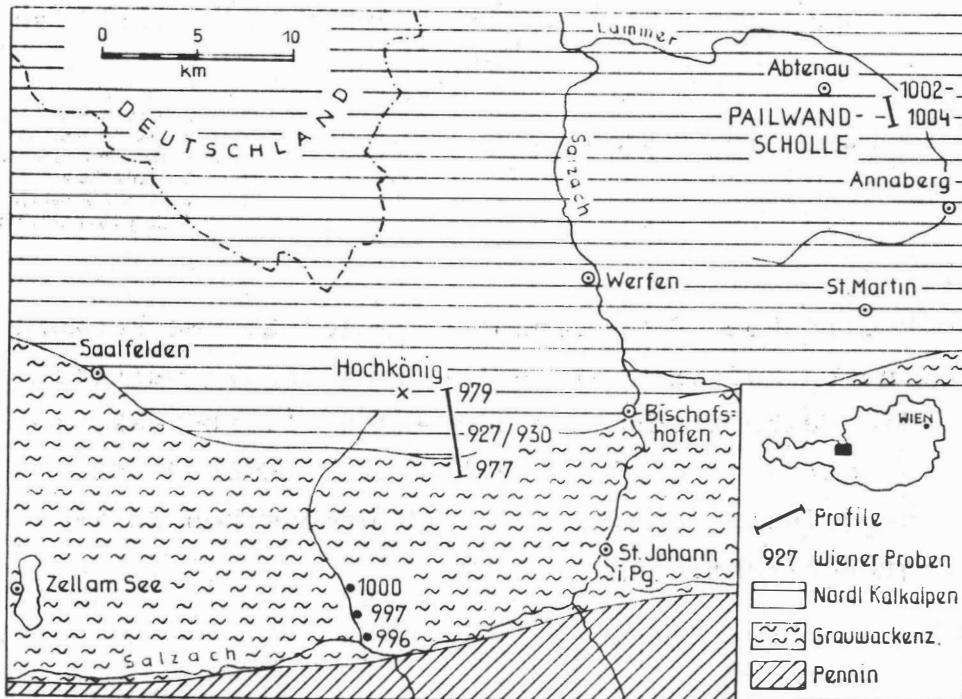 0 5 10
km
DEUTSCHLAND
Lammer
Abtenau
1002-
1004
PAILWAND-
SCHOLLE
Annaberg
Salzach
Werfen
St. Martin
Saalfelden
Hochkönig
979
927/930
977
Bischofs-
hofen
St. Johann
i. Pg.
Zell am See
1000
997
996
Salzach
WIEN
Profile
927 Wiener Proben
Nördl Kalkalpen
Grauwackenz.
Pennin